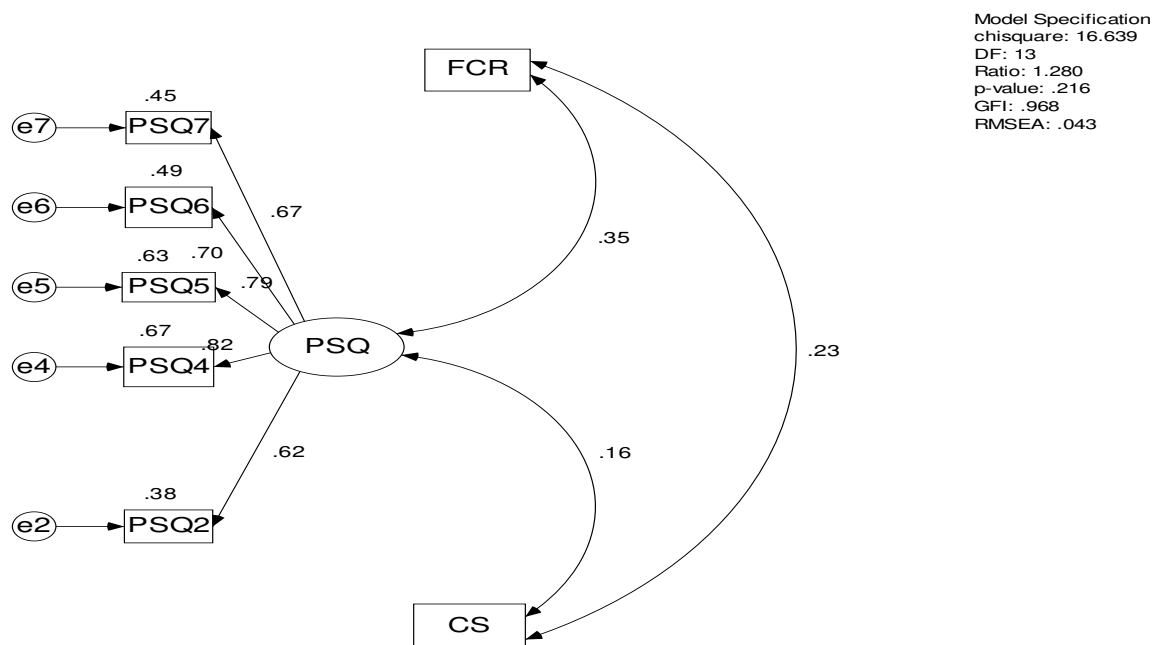 Model Specification
chisquare: 16.639
DF: 13
Ratio: 1.280
p-value: .216
GFI: .968
RMSEA: .043
FCR
.45
e7
PSQ7
.49
e6
PSQ6
.67
.70
.35
.63
.79
e5
PSQ5
.67
.82
PSQ
e4
PSQ4
.23
.62
.16
.38
e2
PSQ2
CS